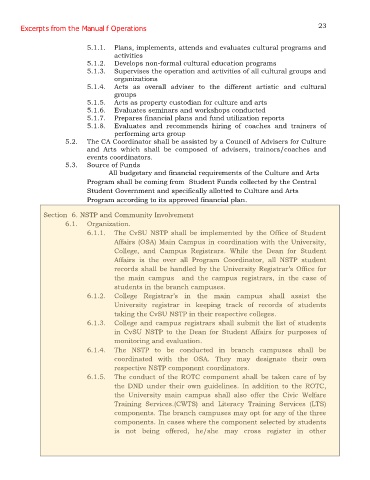 Excerpts from the Manual f Operations
23
5.1.1. Plans, implements, attends and evaluates cultural programs and
activities
5.1.2. Develops non-formal cultural education programs
5.1.3. Supervises the operation and activities of all cultural groups and
organizations
5.1.4. Acts as overall adviser to the different artistic and cultural
groups
5.1.5. Acts as property custodian for culture and arts
5.1.6. Evaluates seminars and workshops conducted
5.1.7. Prepares financial plans and fund utilization reports
5.1.8. Evaluates and recommends hiring of coaches and trainers of
performing arts group
5.2. The CA Coordinator shall be assisted by a Council of Advisers for Culture
and Arts which shall be composed of advisers, trainors/coaches and
events coordinators.
5.3. Source of Funds
All budgetary and financial requirements of the Culture and Arts
Program shall be coming from Student Funds collected by the Central
Student Government and specifically allotted to Culture and Arts
Program according to its approved financial plan.
Section 6. NSTP and Community Involvement
6.1. Organization.
6.1.1. The CvSU NSTP shall be implemented by the Office of Student
Affairs (OSA) Main Campus in coordination with the University,
College, and Campus Registrars. While the Dean for Student
Affairs is the over all Program Coordinator, all NSTP student
records shall be handled by the University Registrar's Office for
the main campus and the campus registrars, in the case of
students in the branch campuses.
6.1.2. College Registrar's in the main campus shall assist the
University registrar in keeping track of records of students
taking the CvSU NSTP in their respective colleges.
6.1.3. College and campus registrars shall submit the list of students
in CvSU NSTP to the Dean for Student Affairs for purposes of
monitoring and evaluation.
6.1.4. The NSTP to be conducted in branch campuses shall be
coordinated with the OSA. They may designate their own
respective NSTP component coordinators.
6.1.5. The conduct of the ROTC component shall be taken care of by
the DND under their own guidelines. In addition to the ROTC,
the University main campus shall also offer the Civic Welfare
Training Services.(CWTS) and Literacy Training Services (LTS)
components. The branch campuses may opt for any of the three
components. In cases where the component selected by students
is not being offered, he/she may cross register in other